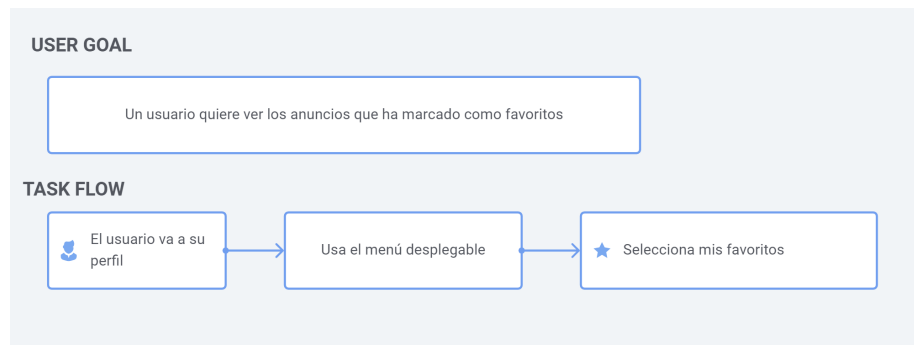 USER GOAL
Un usuario quiere ver los anuncios que ha marcado como favoritos
TASK FLOW
El usuario va a su
perfil
Usa el menú desplegable
Selecciona mis favoritos